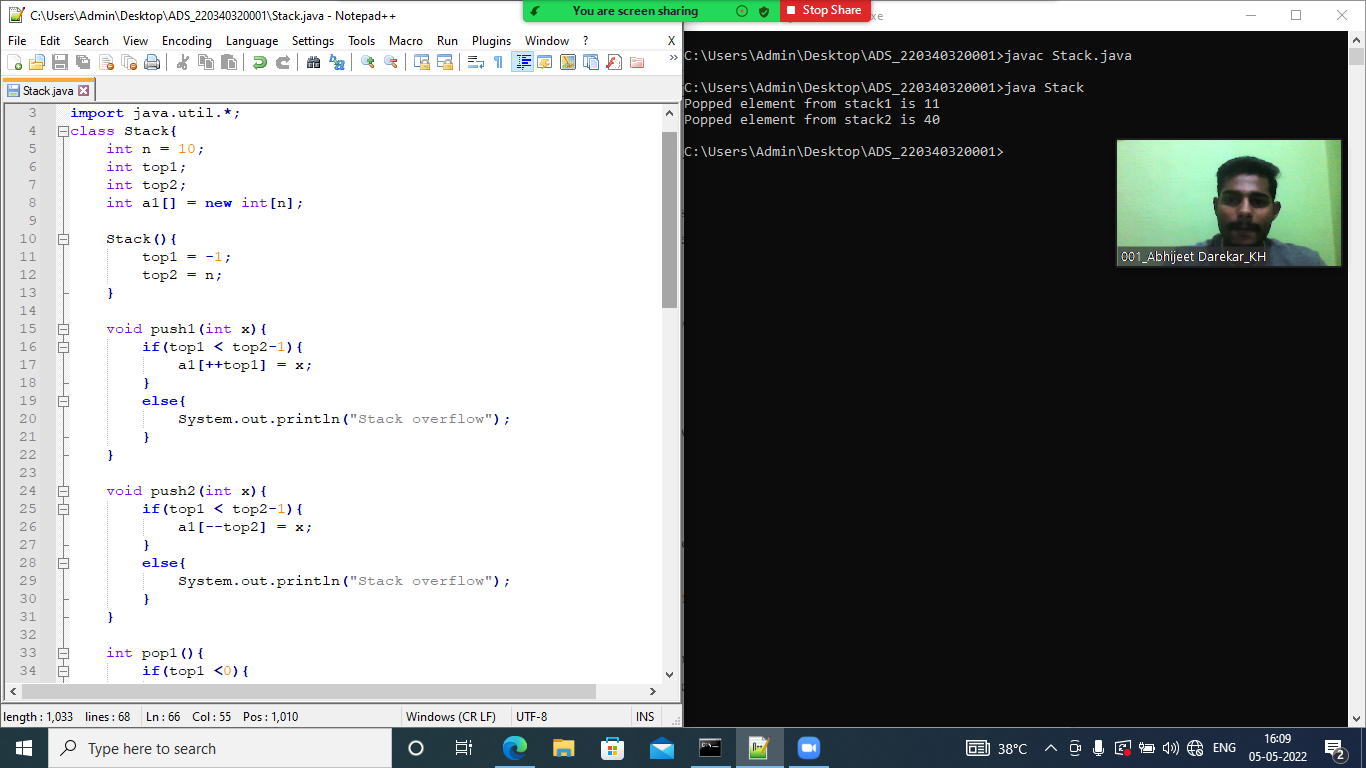 C:\Users\Admin\Desktop\ADS_220340320001\Stack.java - Notepad++
You are screen sharing
Stop Share
File Edit Search View Encoding Language Settings Tools Macro Run Plugins Window ? X
Stack.java
3 import java.util.*;
4 class Stack{
5 int n = 10;
6 int top1;
7 int top2;
8 int a1[] = new int[n];
9
10 Stack(){
11 top1 = -1;
12 top2 = n;
13 }
14
15 void push1(int x){
16 if(top1 < top2-1){
17 a1[++top1] = x;
18 }
19 else{
20 System.out.println("Stack overflow");
21 }
22 }
23
24 void push2(int x){
25 if(top1 < top2-1){
26 a1[--top2] = x;
27 }
28 else{
29 System.out.println("Stack overflow");
30 }
31 }
32
33 int pop1(){
34 if(top1 <0){
length : 1,033 lines : 68 Ln : 66 Col : 55 Pos : 1,010 Windows (CR LF) UTF-8 INS
C:\Users\Admin\Desktop\ADS_220340320001>javac Stack.java
C:\Users\Admin\Desktop\ADS_220340320001>java Stack
Popped element from stack1 is 11
Popped element from stack2 is 40
C:\Users\Admin\Desktop\ADS_220340320001>
001_Abhijeet Darekar_KH
Type here to search
38°C
ENG
16:09
05-05-2022
2